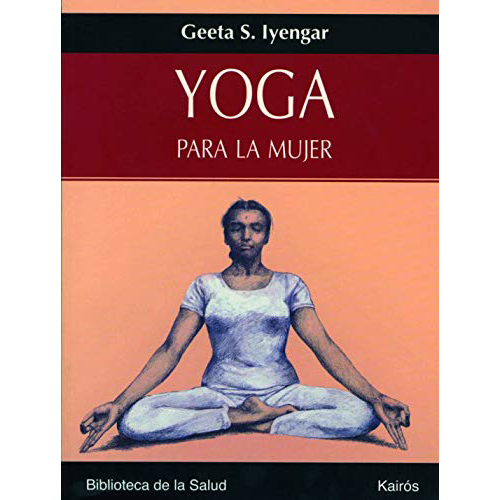 Geeta S. Iyengar
YOGA
PARA LA MUJER
Biblioteca de la Salud
Kairós